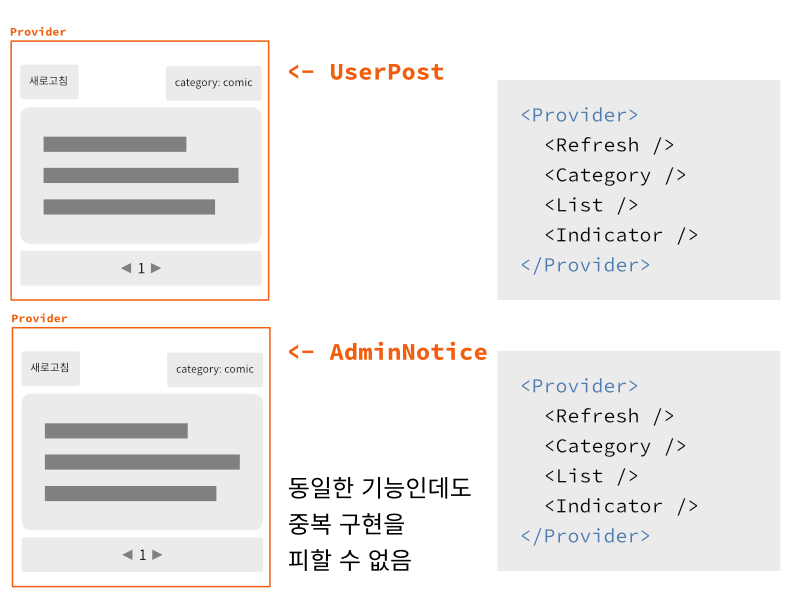 Provider
새로고침
category: comic
◀ 1 ▶
<- UserPost
<Provider>
<Refresh />
<Category />
<List />
<Indicator />
</Provider>
Provider
새로고침
category: comic
◀ 1 ▶
<- AdminNotice
동일한 기능인데도
중복 구현을
피할 수 없음
<Provider>
<Refresh />
<Category />
<List />
<Indicator />
</Provider>